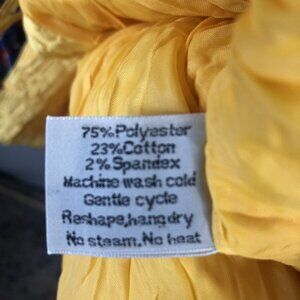 75%Polyester
23%Cotton
2%Spandex
Machine wash cold
Gentle cycle
Reshape,hang dry
No steam. No heat